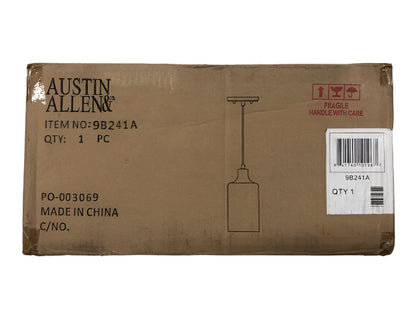 AUSTIN
ALLEN & Co.
ITEM NO: 9B241A
QTY: 1 PC
PO-003069
MADE IN CHINA
C/NO.
FRAGILE
HANDLE WITH CARE
9B241A
QTY 1